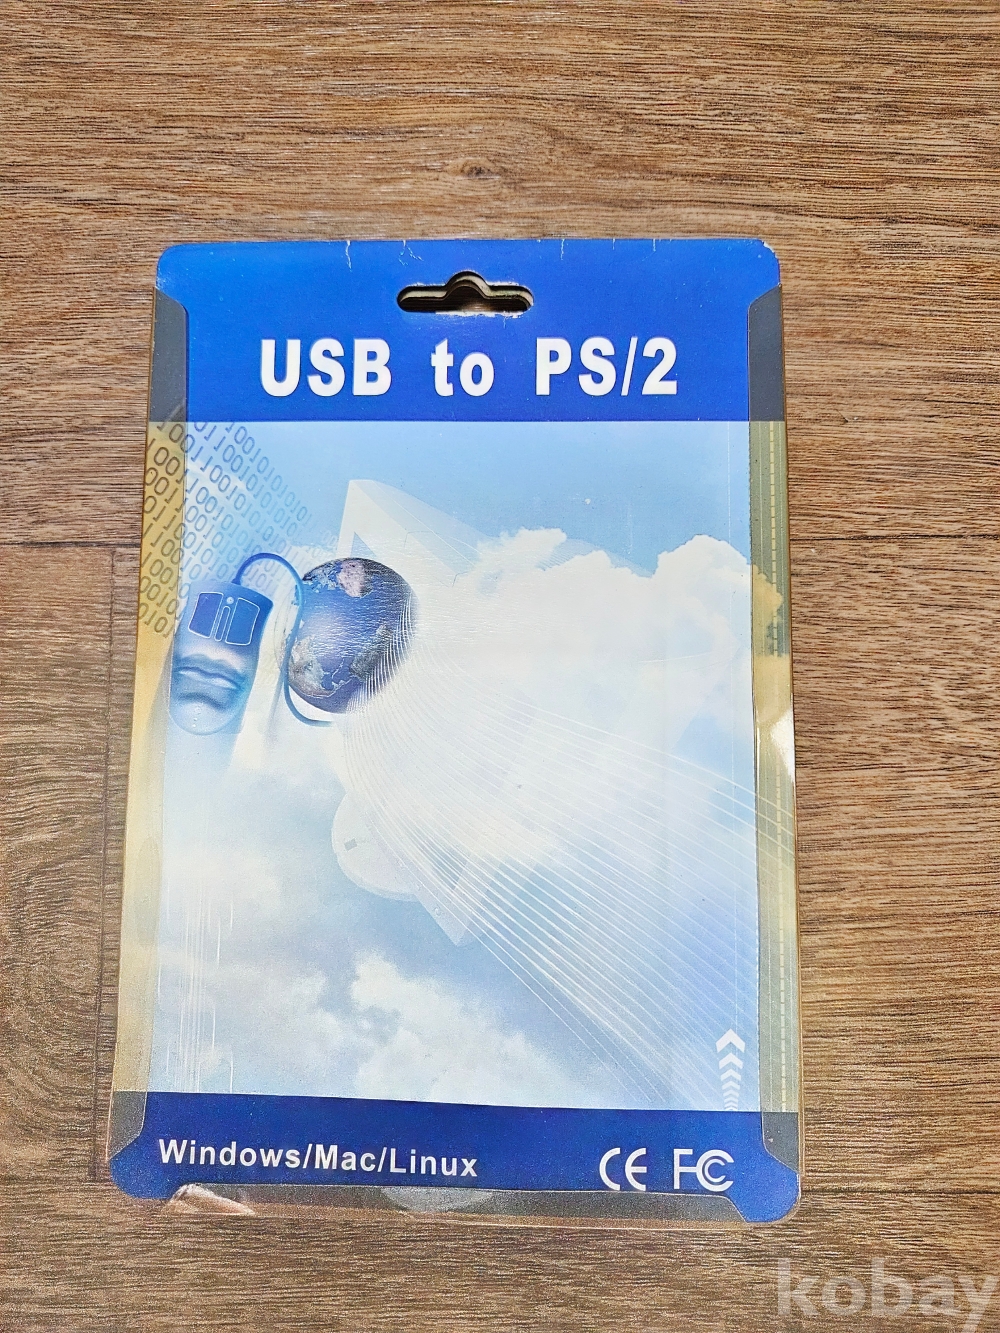 USB to PS/2
Windows/Mac/Linux
CE FC
kobay